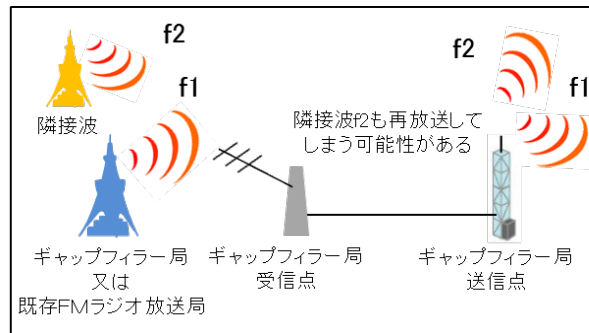 f2
f1
隣接波
隣接波f2も再放送して
しまう可能性がある
f2
f1
ギャップフィラー局
又は
既存FMラジオ放送局
ギャップフィラー局
受信点
ギャップフィラー局
送信点